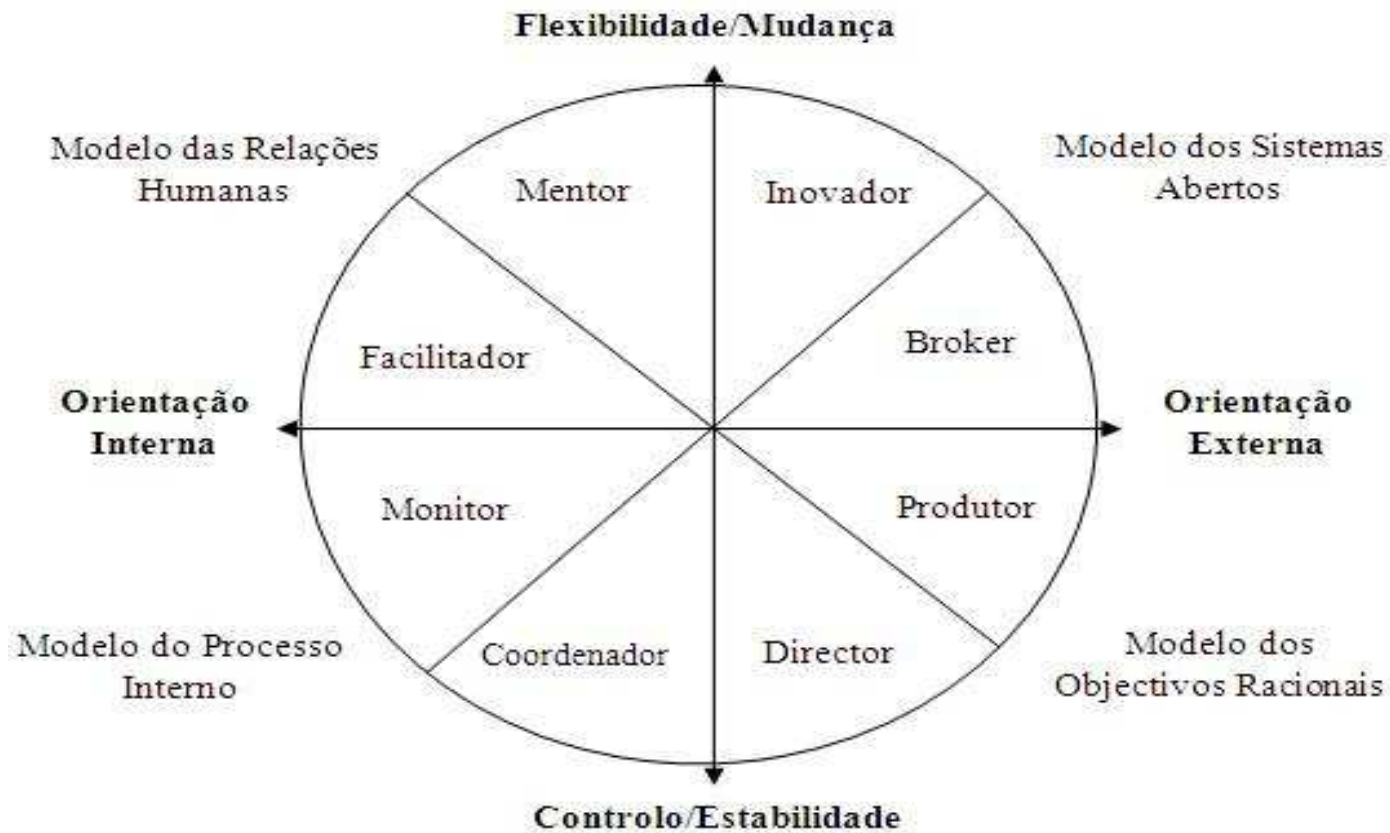 Flexibilidade/Mudança
Modelo das Relações
Humanas
Modelo dos Sistemas
Abertos
Mentor
Inovador
Facilitador
Broker
Orientação
Interna
Orientação
Externa
Monitor
Produtor
Modelo do Processo
Interno
Coordenador
Director
Modelo dos
Objectivos Racionais
Controlo/Estabilidade